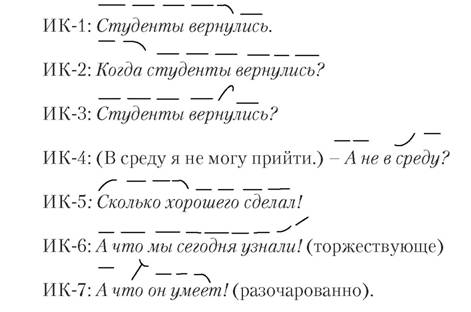 ИК-1: Студенты вернулись.
ИК-2: Когда студенты вернулись?
ИК-3: Студенты вернулись?
ИК-4: (В среду я не могу прийти.) – А не в среду?
ИК-5: Сколько хорошего сделал!
ИК-6: А что мы сегодня узнали! (торжествующе)
ИК-7: А что он умеет! (разочарованно).